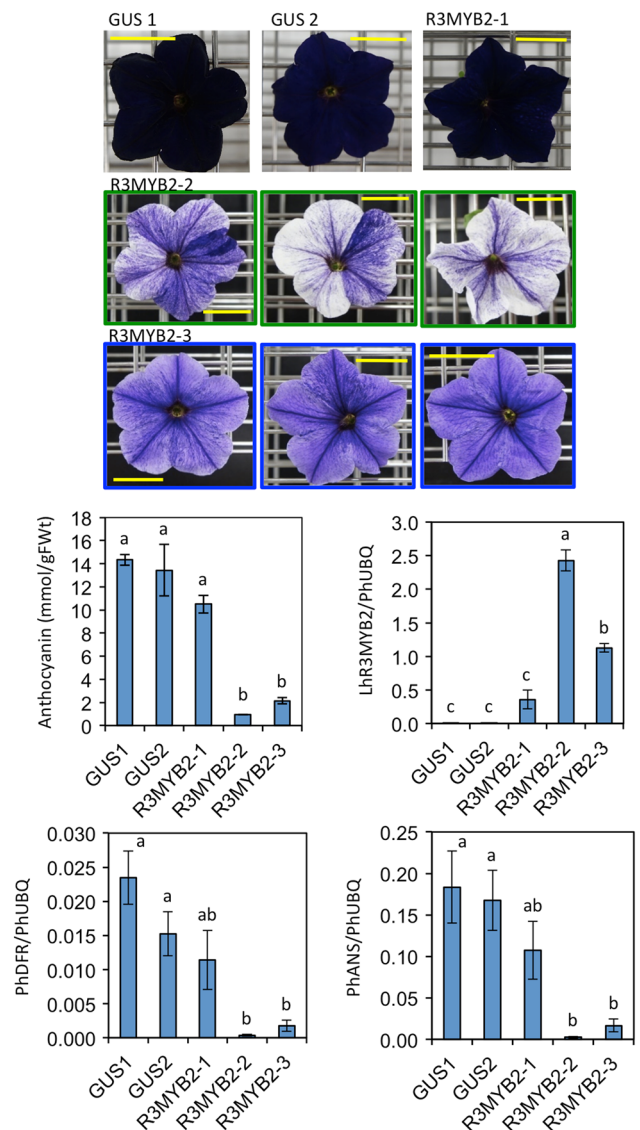 GUS 1
GUS 2
R3MYB2-1
R3MYB2-2
R3MYB2-3
Anthocyanin (mmol/gFWt)
18
16
14
12
10
8
6
4
2
0
a
a
a
b
b
GUS1
GUS2
R3MYB2-1
R3MYB2-2
R3MYB2-3
LhR3MYB2/PhUBQ
3.0
2.5
2.0
1.5
1.0
0.5
0.0
c
c
c
a
b
GUS1
GUS2
R3MYB2-1
R3MYB2-2
R3MYB2-3
PhDFR/PhUBQ
0.030
0.025
0.020
0.015
0.010
0.005
0.000
a
a
ab
b
b
GUS1
GUS2
R3MYB2-1
R3MYB2-2
R3MYB2-3
PhANS/PhUBQ
0.25
0.20
0.15
0.10
0.05
0.00
a
a
ab
b
b
GUS1
GUS2
R3MYB2-1
R3MYB2-2
R3MYB2-3